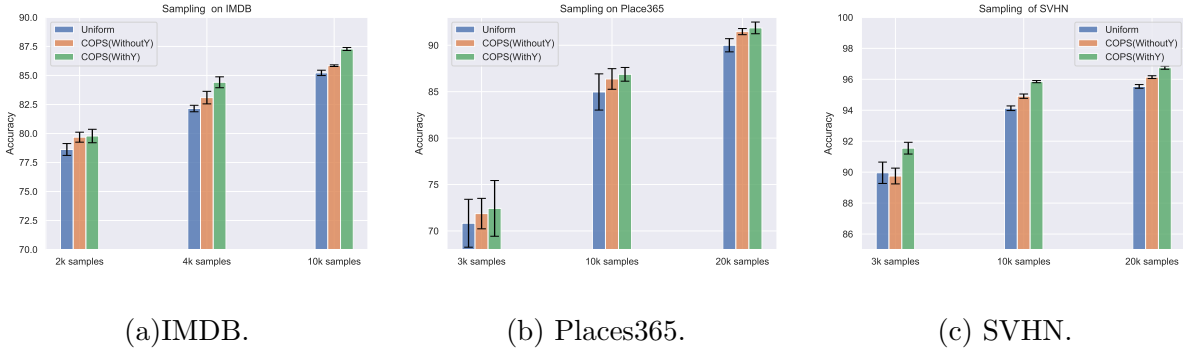 Sampling on IMDB
Uniform
COPS(WithoutY)
COPS(WithY)
Accuracy
90.0
87.5
85.0
82.5
80.0
77.5
75.0
72.5
70.0
2k samples
4k samples
10k samples
(a)IMDB.
Sampling on Place365
Uniform
COPS(WithoutY)
COPS(WithY)
Accuracy
90
85
80
75
70
3k samples
10k samples
20k samples
(b) Places365.
Sampling of SVHN
Uniform
COPS(WithoutY)
COPS(WithY)
Accuracy
100
98
96
94
92
90
88
86
3k samples
10k samples
20k samples
(c) SVHN.